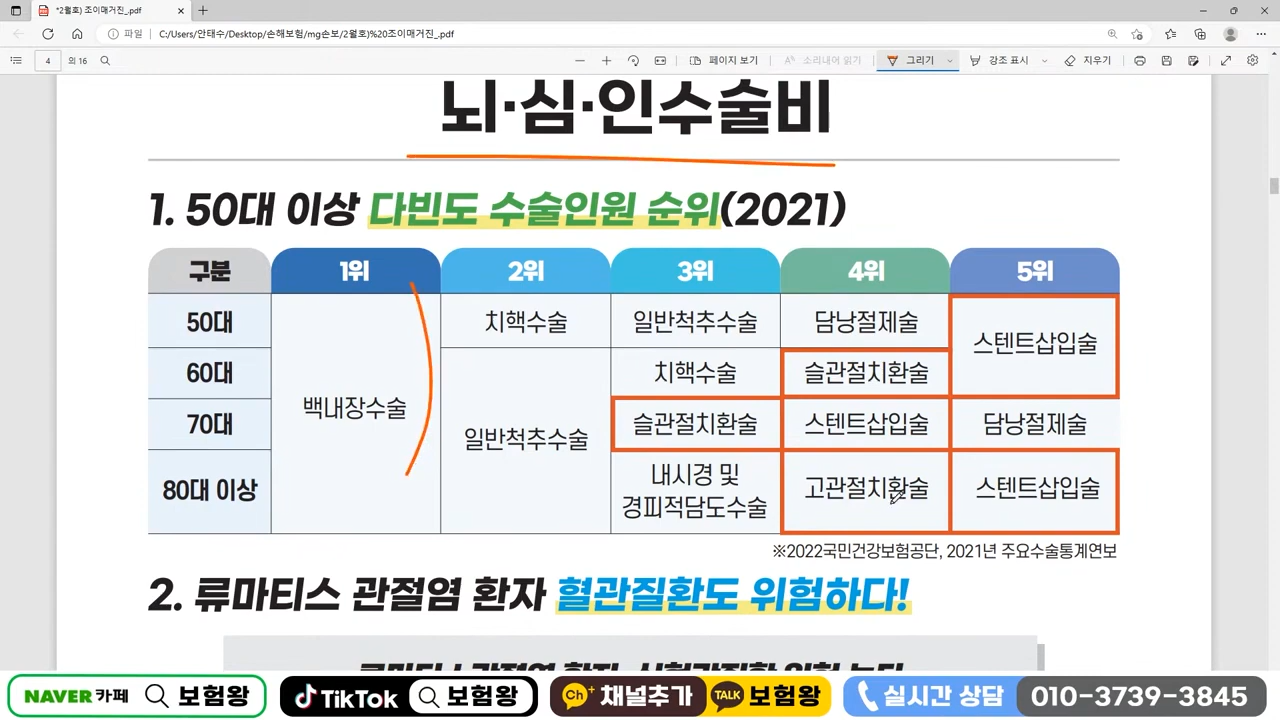 *2월호) 조이매거진_.pdf
파일 C:/Users/안태수/Desktop/손해보험/mg손보/2월호)%20조이매거진_.pdf
4 의 16 페이지 보기 소리내어 읽기 그리기 강조 표시 지우기
뇌·심·인수술비
1. 50대 이상 다빈도 수술인원 순위(2021)
구분 1위 2위 3위 4위 5위
50대 백내장수술 치핵수술 일반척추수술 담낭절제술 스텐트삽입술
60대 일반척추수술 치핵수술 슬관절치환술
70대 슬관절치환술 스텐트삽입술 담낭절제술
80대 이상 내시경 및 경피적담도수술 고관절치환술 스텐트삽입술
※2022국민건강보험공단, 2021년 주요수술통계연보
2. 류마티스 관절염 환자 혈관질환도 위험하다!
NAVER 카페 보험왕 TikTok 보험왕 Ch+ 채널추가 TALK 보험왕 실시간 상담 010-3739-3845